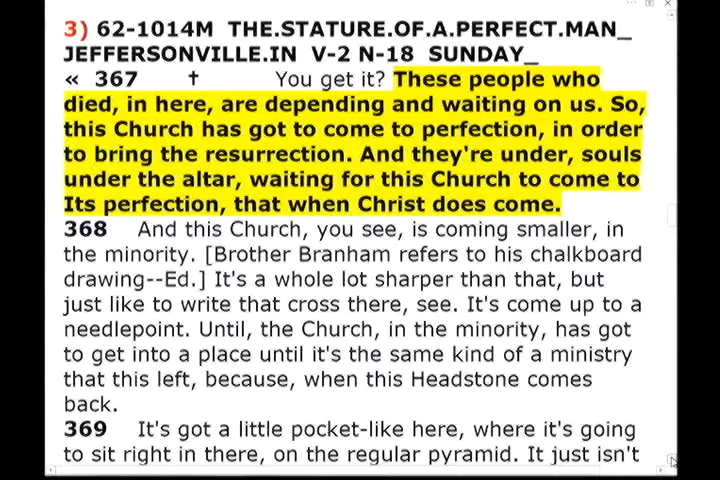 3) 62-1014M THE.STATURE.OF.A.PERFECT.MAN_
JEFFERSONVILLE.IN V-2 N-18 SUNDAY_
« 367 † You get it? These people who
died, in here, are depending and waiting on us. So,
this Church has got to come to perfection, in order
to bring the resurrection. And they're under, souls
under the altar, waiting for this Church to come to
Its perfection, that when Christ does come.
368 And this Church, you see, is coming smaller, in
the minority. [Brother Branham refers to his chalkboard
drawing--Ed.] It's a whole lot sharper than that, but
just like to write that cross there, see. It's come up to a
needlepoint. Until, the Church, in the minority, has got
to get into a place until it's the same kind of a ministry
that this left, because, when this Headstone comes
back.
369 It's got a little pocket-like here, where it's going
to sit right in there, on the regular pyramid. It just isn't